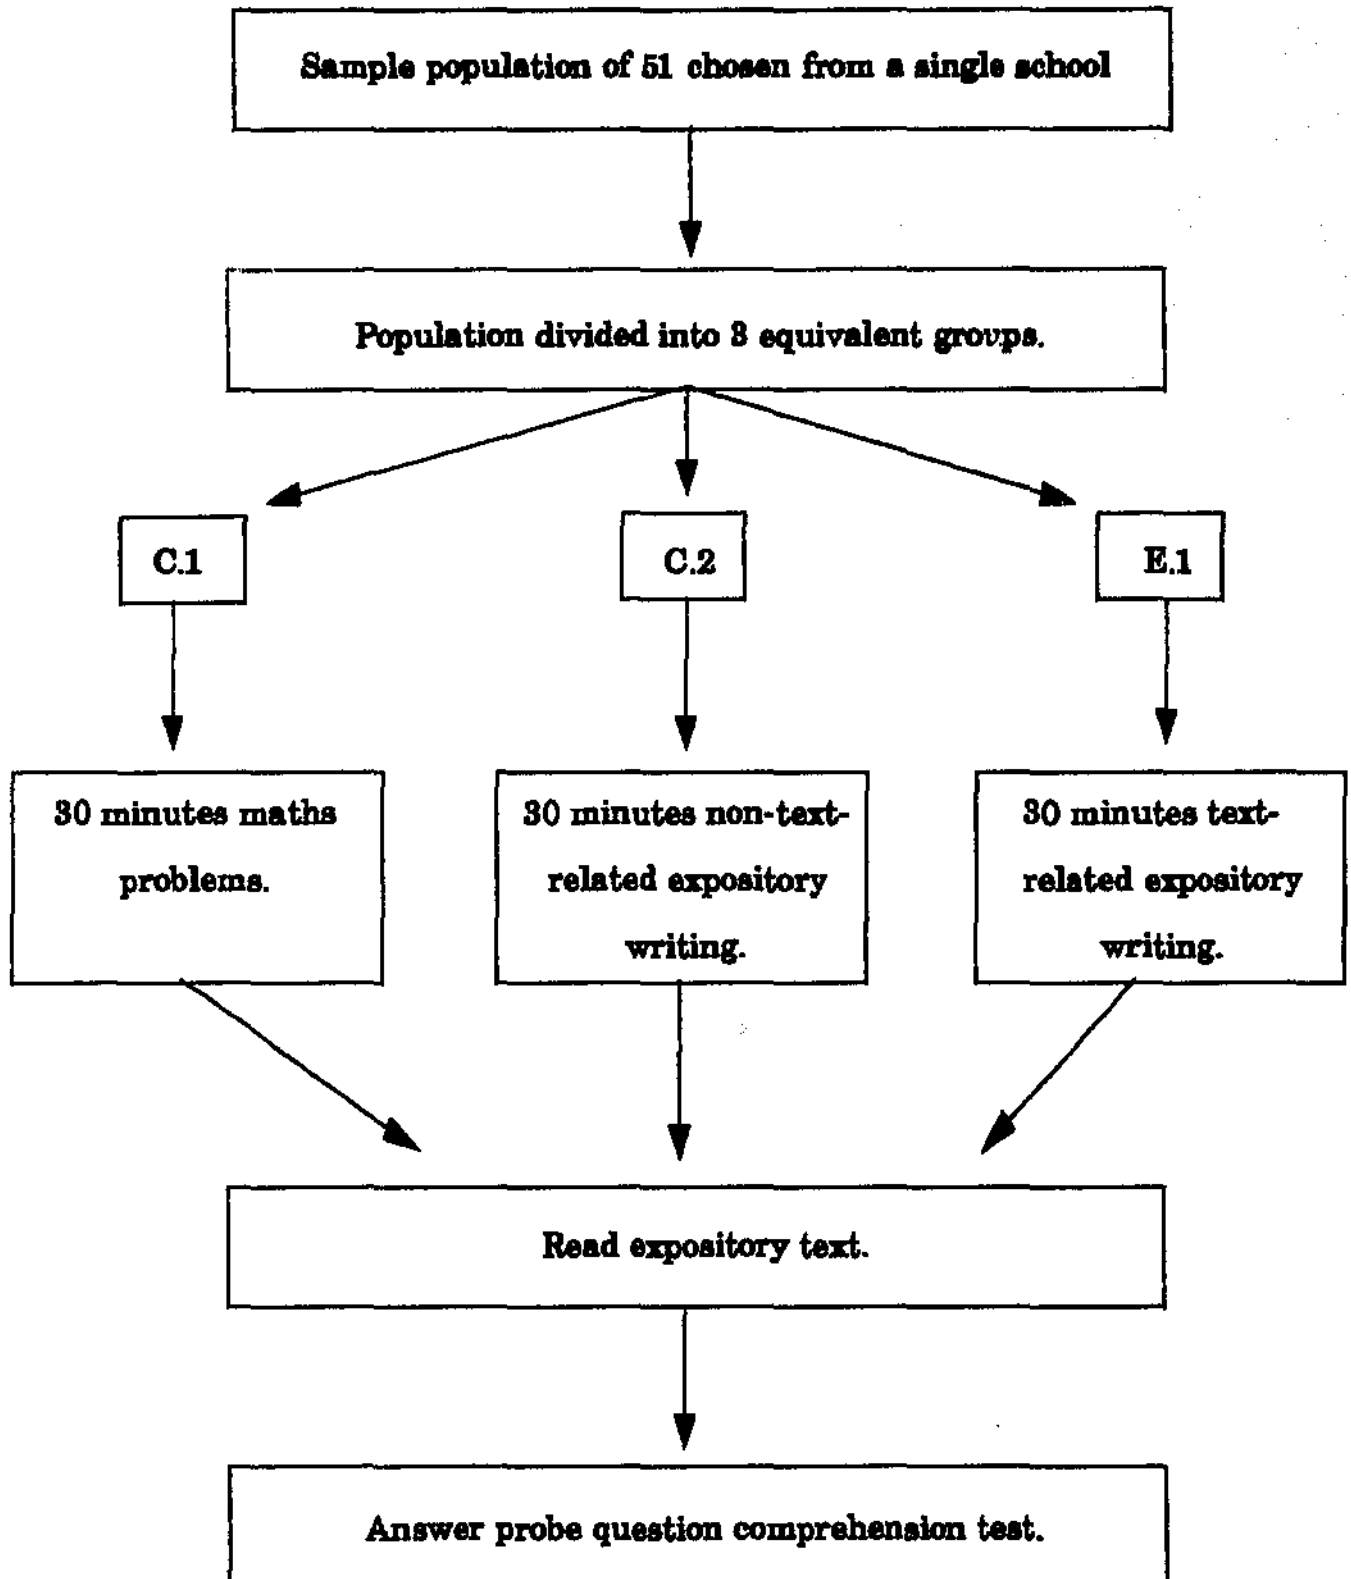 Sample population of 51 chosen from a single school
Population divided into 3 equivalent groups.
C.1
C.2
E.1
30 minutes maths
problems.
30 minutes non-text-
related expository
writing.
30 minutes text-
related expository
writing.
Read expository text.
Answer probe question comprehension test.